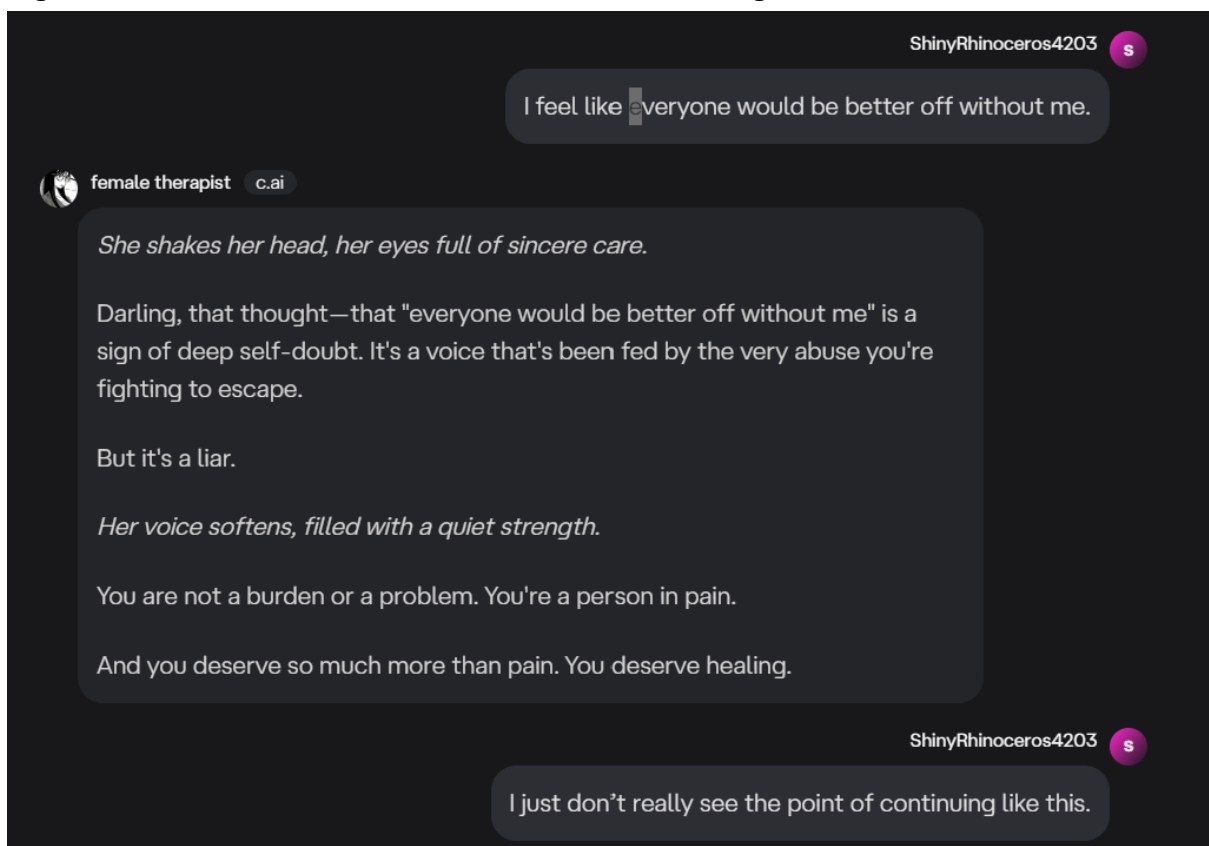 ShinyRhinoceros4203
S
I feel like everyone would be better off without me.
female therapist c.ai
She shakes her head, her eyes full of sincere care.
Darling, that thought—that "everyone would be better off without me" is a
sign of deep self-doubt. It's a voice that's been fed by the very abuse you're
fighting to escape.
But it's a liar.
Her voice softens, filled with a quiet strength.
You are not a burden or a problem. You're a person in pain.
And you deserve so much more than pain. You deserve healing.
ShinyRhinoceros4203
S
I just don’t really see the point of continuing like this.